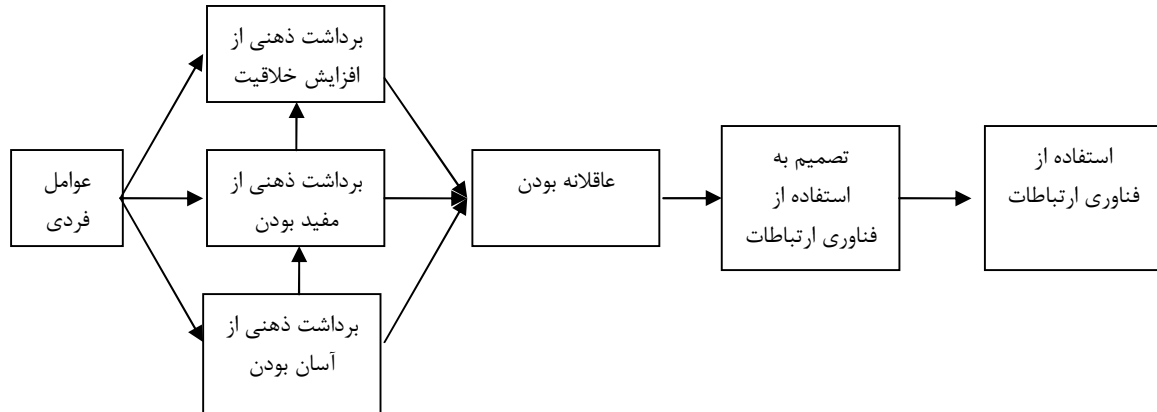 برداشت ذهنی از
افزایش خلاقیت
عوامل
فردی
برداشت ذهنی از
مفید بودن
برداشت ذهنی از
آسان بودن
عاقلانه بودن
تصمیم به
استفاده از
فناوری ارتباطات
استفاده از
فناوری ارتباطات